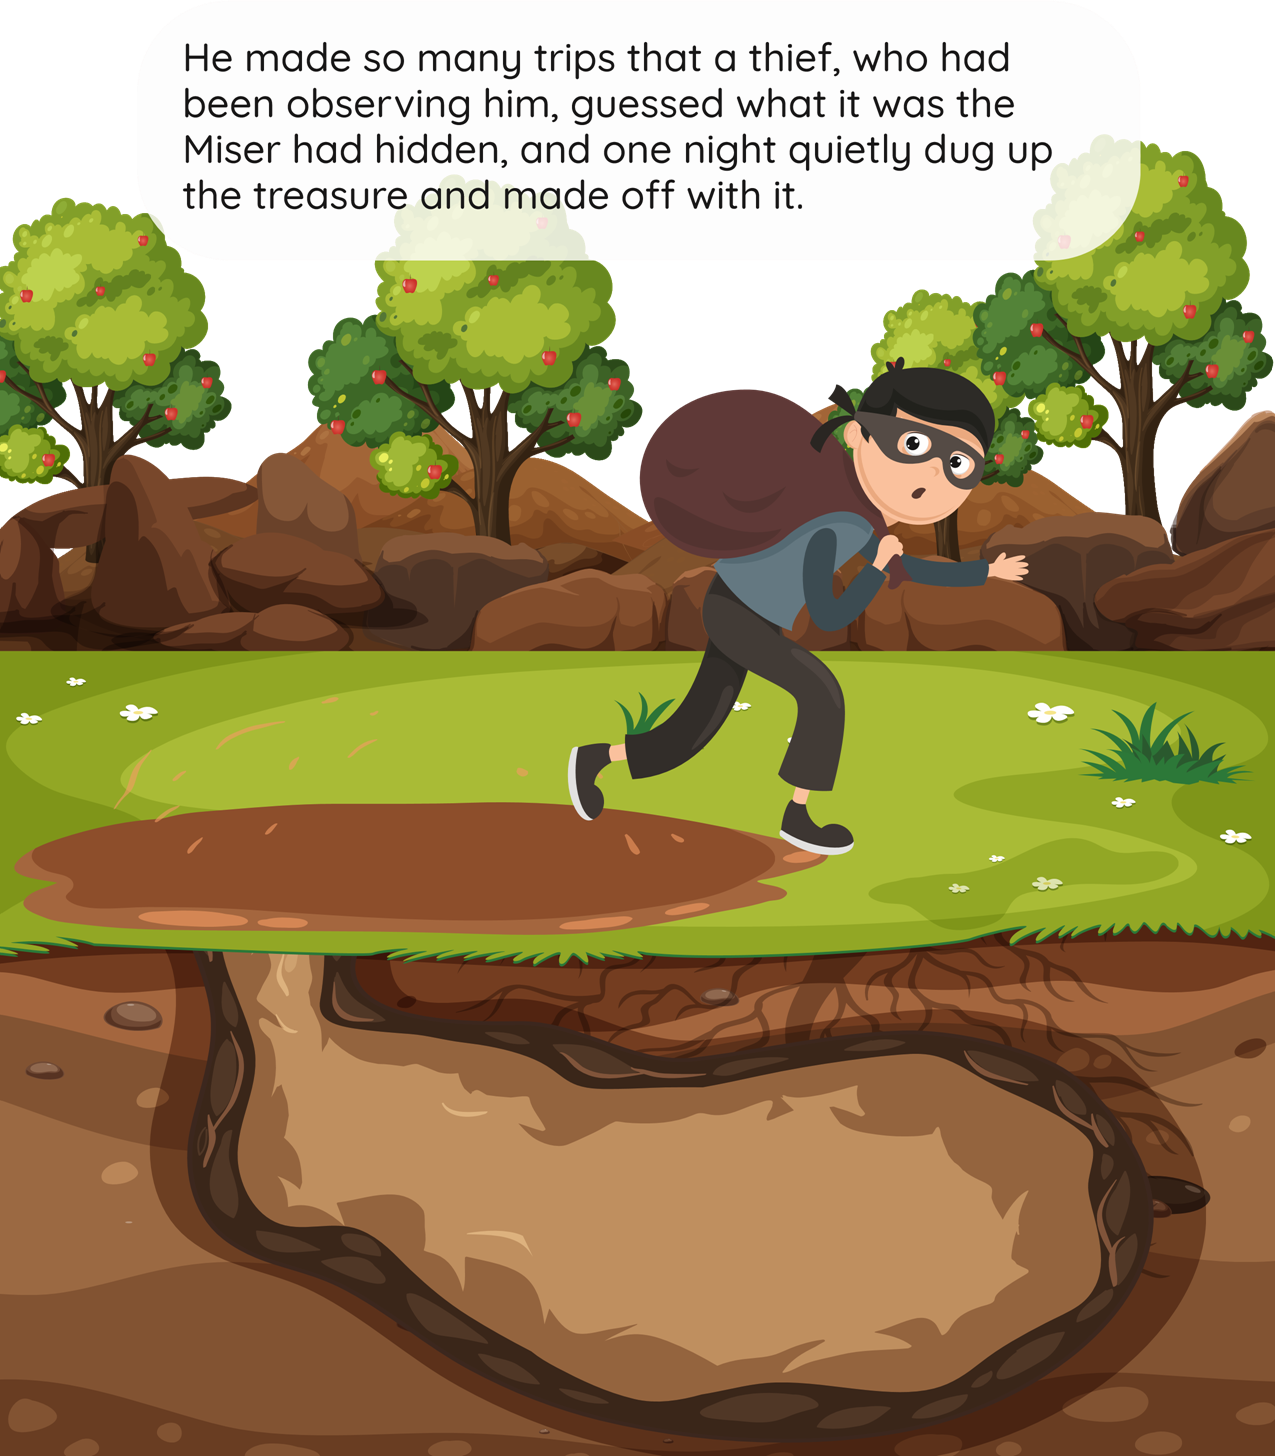 He made so many trips that a thief, who had
been observing him, guessed what it was the
Miser had hidden, and one night quietly dug up
the treasure and made off with it.